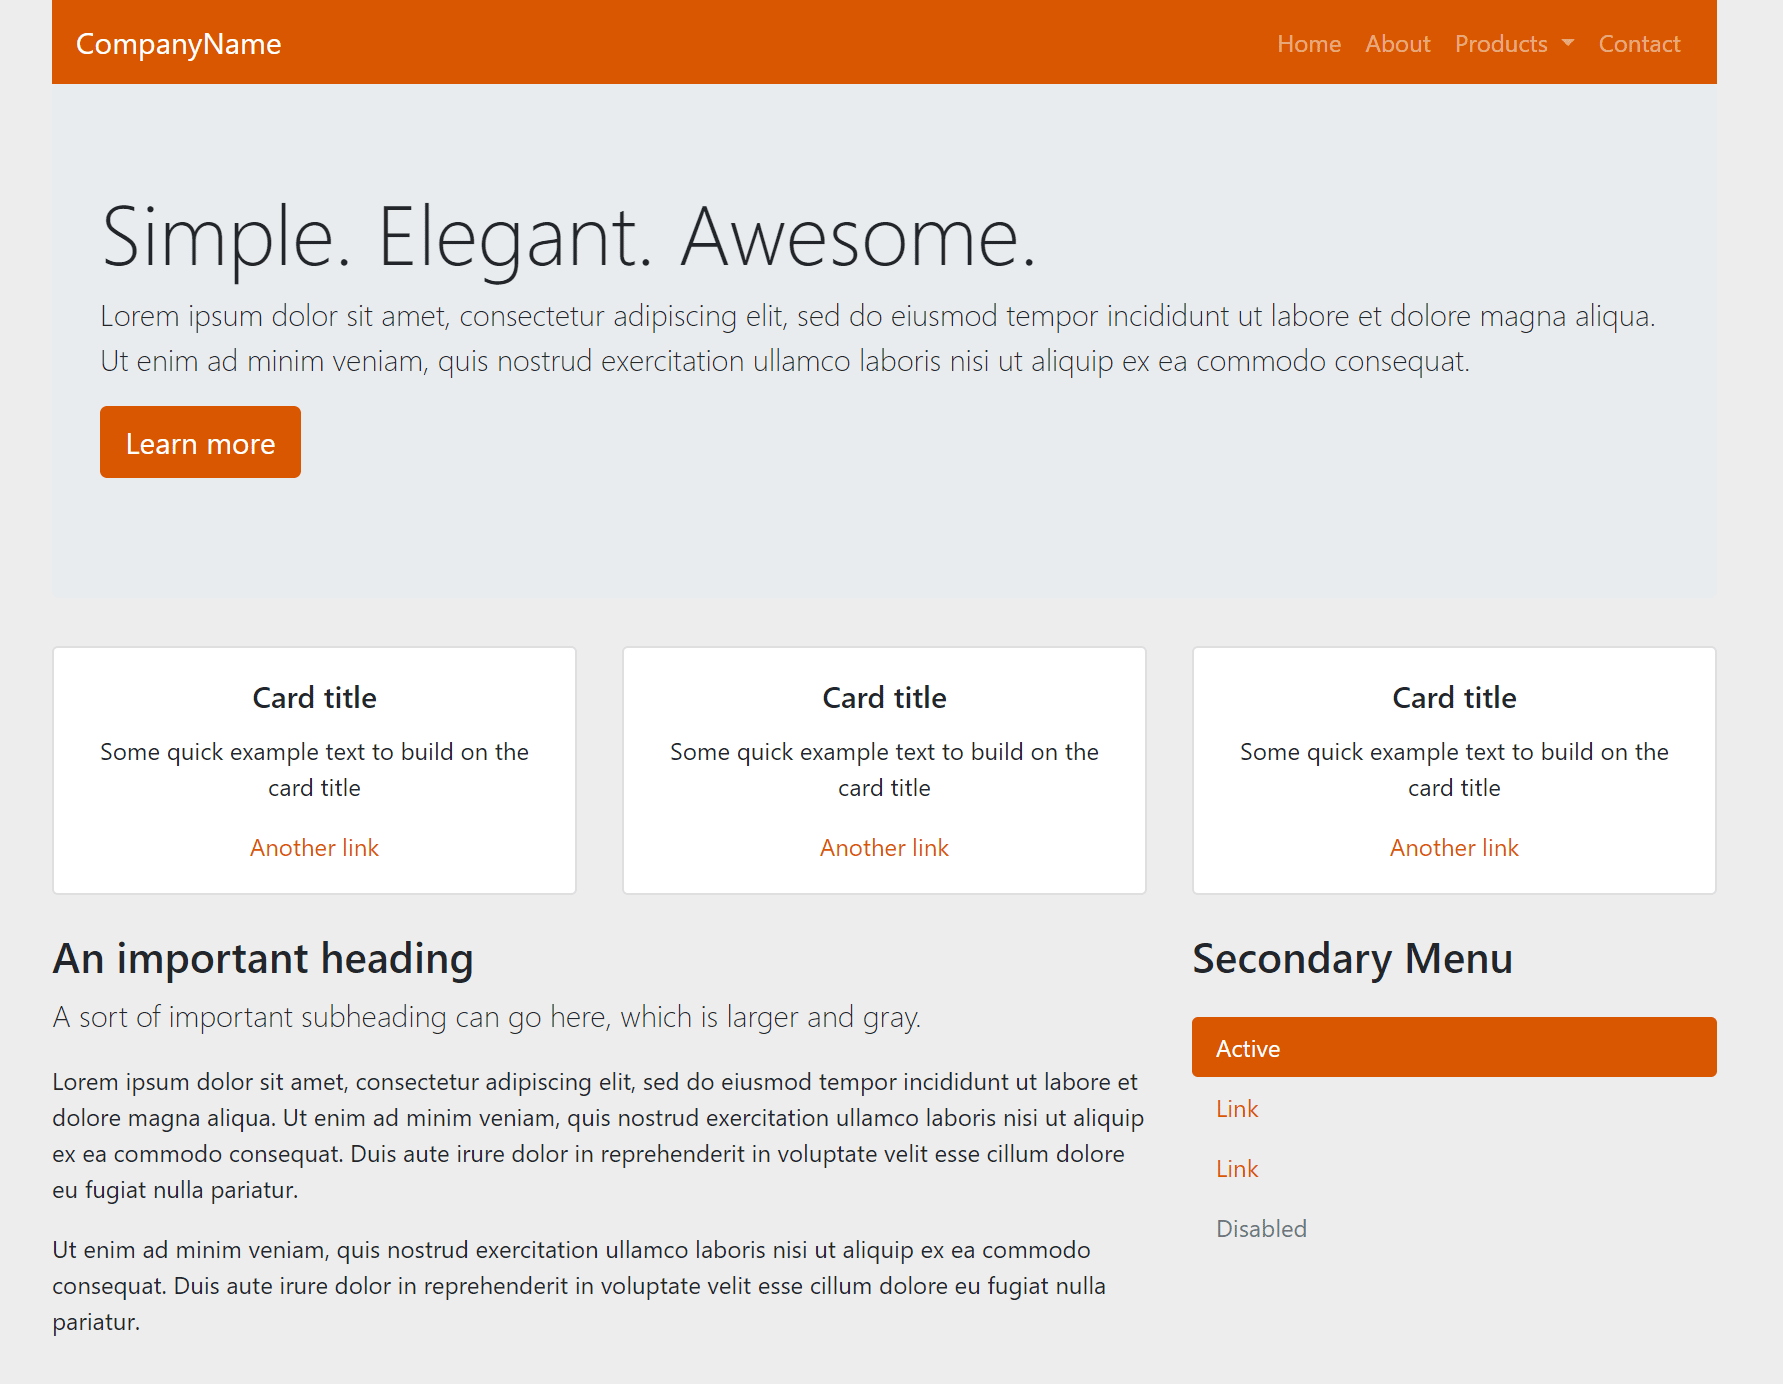 CompanyName
Home About Products Contact
Simple. Elegant. Awesome.
Lorem ipsum dolor sit amet, consectetur adipiscing elit, sed do eiusmod tempor incididunt ut labore et dolore magna aliqua.
Ut enim ad minim veniam, quis nostrud exercitation ullamco laboris nisi ut aliquip ex ea commodo consequat.
Learn more
Card title
Some quick example text to build on the
card title
Another link
Card title
Some quick example text to build on the
card title
Another link
Card title
Some quick example text to build on the
card title
Another link
An important heading
A sort of important subheading can go here, which is larger and gray.
Lorem ipsum dolor sit amet, consectetur adipiscing elit, sed do eiusmod tempor incididunt ut labore et
dolore magna aliqua. Ut enim ad minim veniam, quis nostrud exercitation ullamco laboris nisi ut aliquip
ex ea commodo consequat. Duis aute irure dolor in reprehenderit in voluptate velit esse cillum dolore
eu fugiat nulla pariatur.
Ut enim ad minim veniam, quis nostrud exercitation ullamco laboris nisi ut aliquip ex ea commodo
consequat. Duis aute irure dolor in reprehenderit in voluptate velit esse cillum dolore eu fugiat nulla
pariatur.
Secondary Menu
Active
Link
Link
Disabled